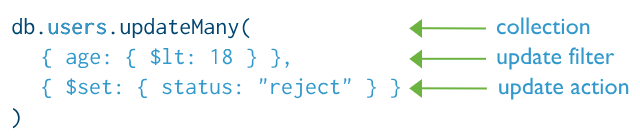 db.users.updateMany( collection
{ age: { $lt: 18 } }, update filter
{ $set: { status: "reject" } } update action
)